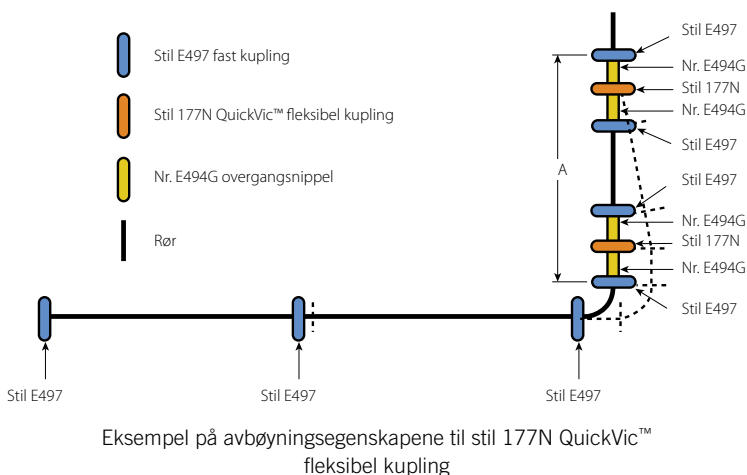 Stil E497 fast kupling
Stil 177N QuickVic™ fleksibel kupling
Nr. E494G overgangsnippel
Rør
Stil E497
Nr. E494G
Stil 177N
Nr. E494G
Stil E497
A
Stil E497
Nr. E494G
Stil 177N
Nr. E494G
Stil E497
Stil E497
Stil E497
Stil E497
Eksempel på avbøyningsegenskapene til stil 177N QuickVic™
fleksibel kupling